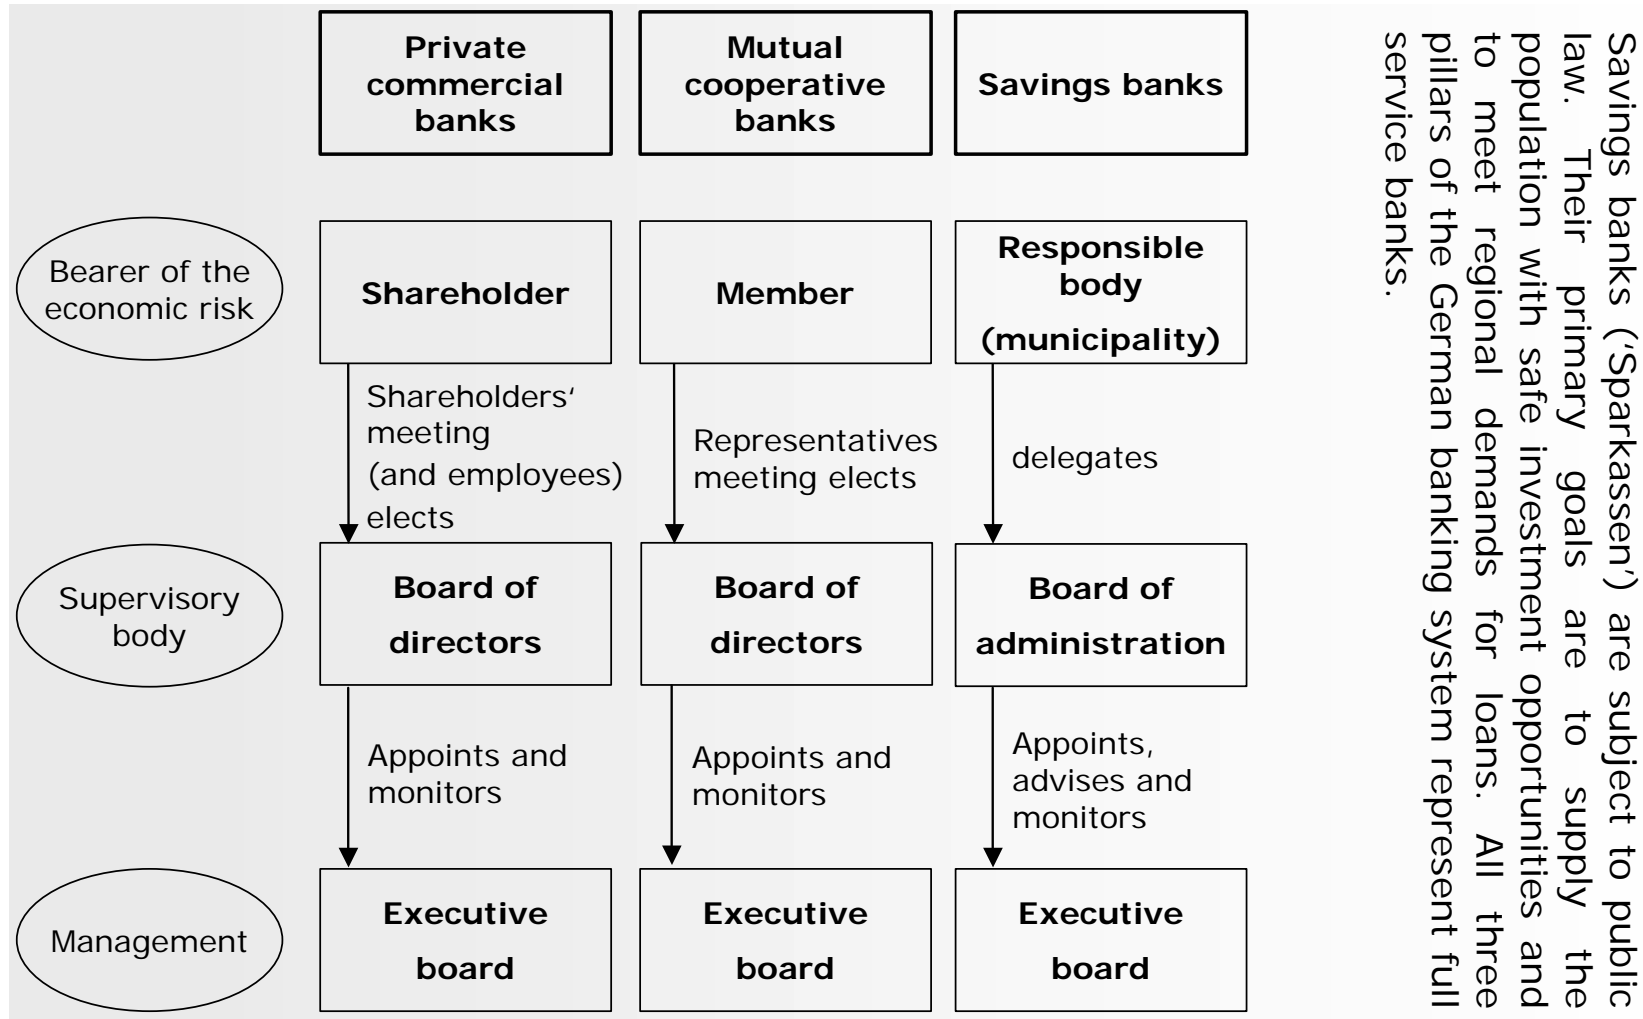 Private
commercial
banks
Mutual
cooperative
banks
Savings banks
Bearer of the
economic risk
Shareholder
Member
Responsible
body
(municipality)
Shareholders‘
meeting
(and employees)
elects
Representatives
meeting elects
delegates
Supervisory
body
Board of
directors
Board of
directors
Board of
administration
Appoints and
monitors
Appoints and
monitors
Appoints,
advises and
monitors
Management
Executive
board
Executive
board
Executive
board
Savings banks (‘Sparkassen’) are subject to public
law. Their primary goals are to supply the
population with safe investment opportunities and
to meet regional demands for loans. All three
pillars of the German banking system represent full
service banks.